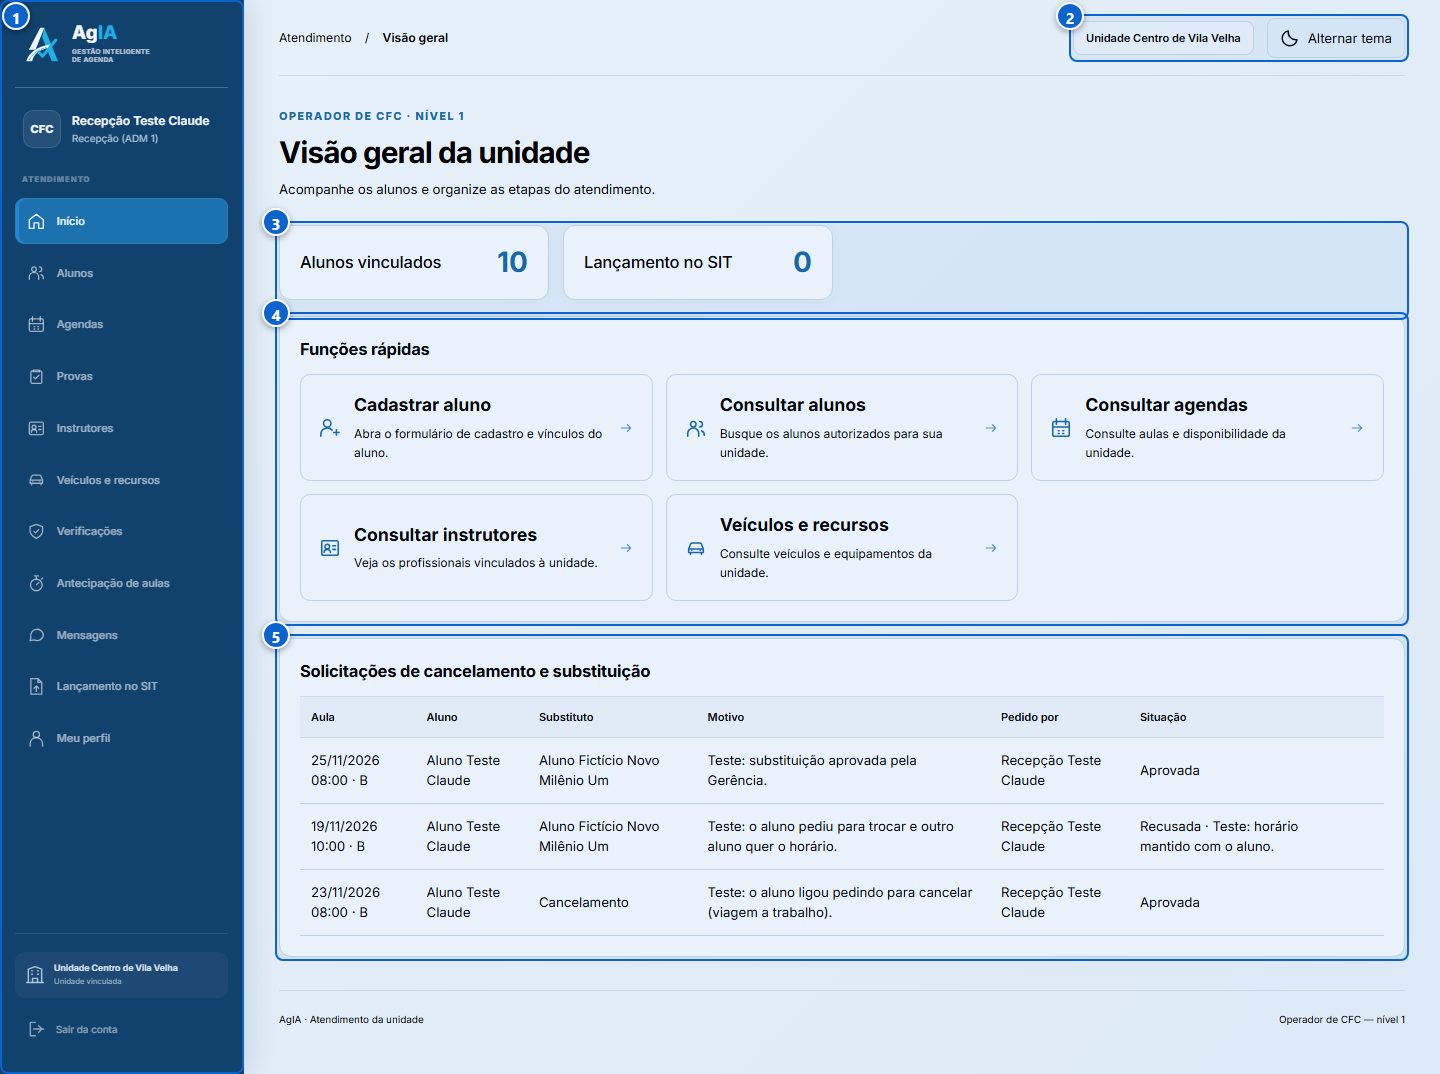 1
AgIA
GESTÃO INTELIGENTE
DE AGENDA
CFC
Recepção Teste Claude
Recepção (ADM 1)
ATENDIMENTO
Início
Alunos
Agendas
Provas
Instrutores
Veículos e recursos
Verificações
Antecipação de aulas
Mensagens
Lançamento no SIT
Meu perfil
Unidade Centro de Vila Velha
Unidade vinculada
Sair da conta
Atendimento / Visão geral
2
Unidade Centro de Vila Velha
Alternar tema
OPERADOR DE CFC · NÍVEL 1
Visão geral da unidade
Acompanhe os alunos e organize as etapas do atendimento.
3
Alunos vinculados 10
Lançamento no SIT 0
4
Funções rápidas
Cadastrar aluno
Abra o formulário de cadastro e vínculos do
aluno.
Consultar alunos
Busque os alunos autorizados para sua
unidade.
Consultar agendas
Consulte aulas e disponibilidade da
unidade.
Consultar instrutores
Veja os profissionais vinculados à unidade.
Veículos e recursos
Consulte veículos e equipamentos da
unidade.
5
Solicitações de cancelamento e substituição
Aula Aluno Substituto Motivo Pedido por Situação
25/11/2026 Aluno Teste Aluno Fictício Novo Teste: substituição aprovada pela Recepção Teste Aprovada
08:00 · B Claude Milênio Um Gerência. Claude
19/11/2026 Aluno Teste Aluno Fictício Novo Teste: o aluno pediu para trocar e outro Recepção Teste Recusada · Teste: horário
10:00 · B Claude Milênio Um aluno quer o horário. Claude mantido com o aluno.
23/11/2026 Aluno Teste Cancelamento Teste: o aluno ligou pedindo para cancelar Recepção Teste Aprovada
08:00 · B Claude (viagem a trabalho). Claude
AgIA · Atendimento da unidade
Operador de CFC — nível 1